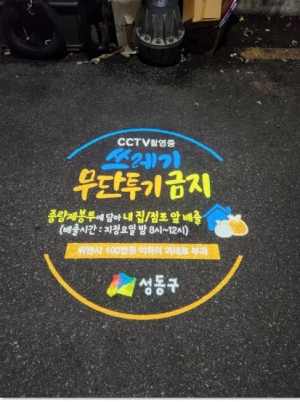 CCTV촬영중
쓰레기
무단투기금지
종량제봉투에 담아 내 집/점포 앞 배출
(배출시간 : 지정요일 밤 8시~12시)
위반시 100만원 이하의 과태료 부과
성동구